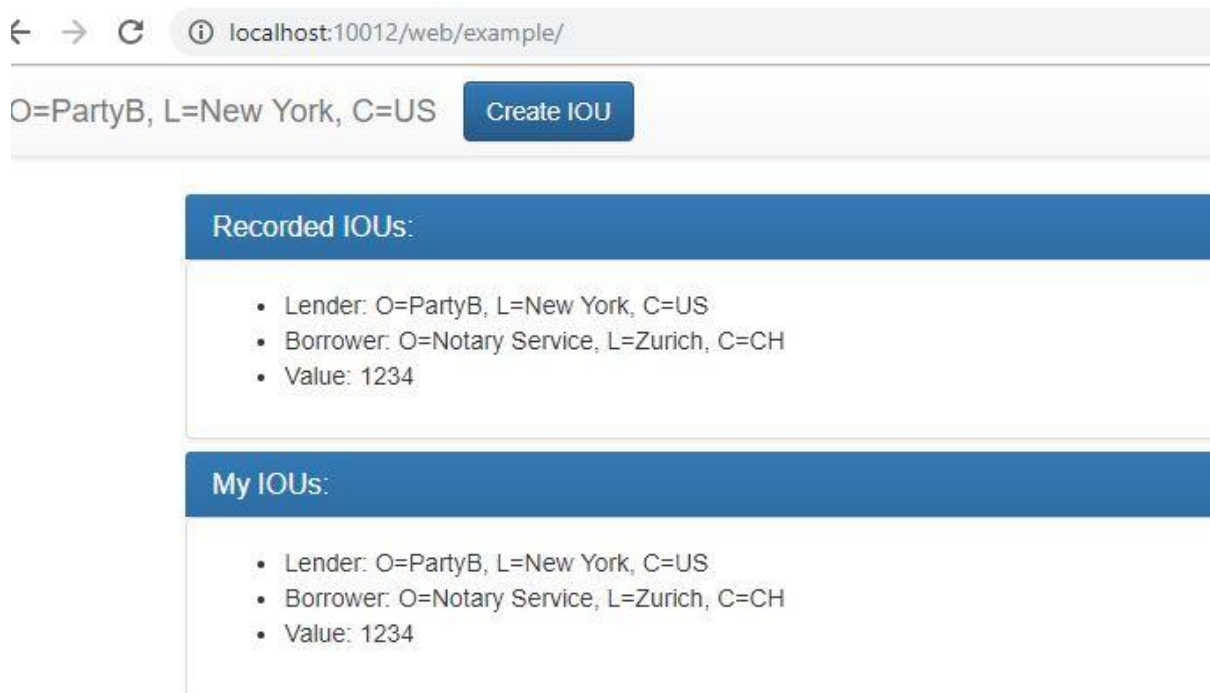 localhost:10012/web/example/
O=PartyB, L=New York, C=US Create IOU
Recorded IOUs:
• Lender: O=PartyB, L=New York, C=US
• Borrower: O=Notary Service, L=Zurich, C=CH
• Value: 1234
My IOUs:
• Lender: O=PartyB, L=New York, C=US
• Borrower: O=Notary Service, L=Zurich, C=CH
• Value: 1234